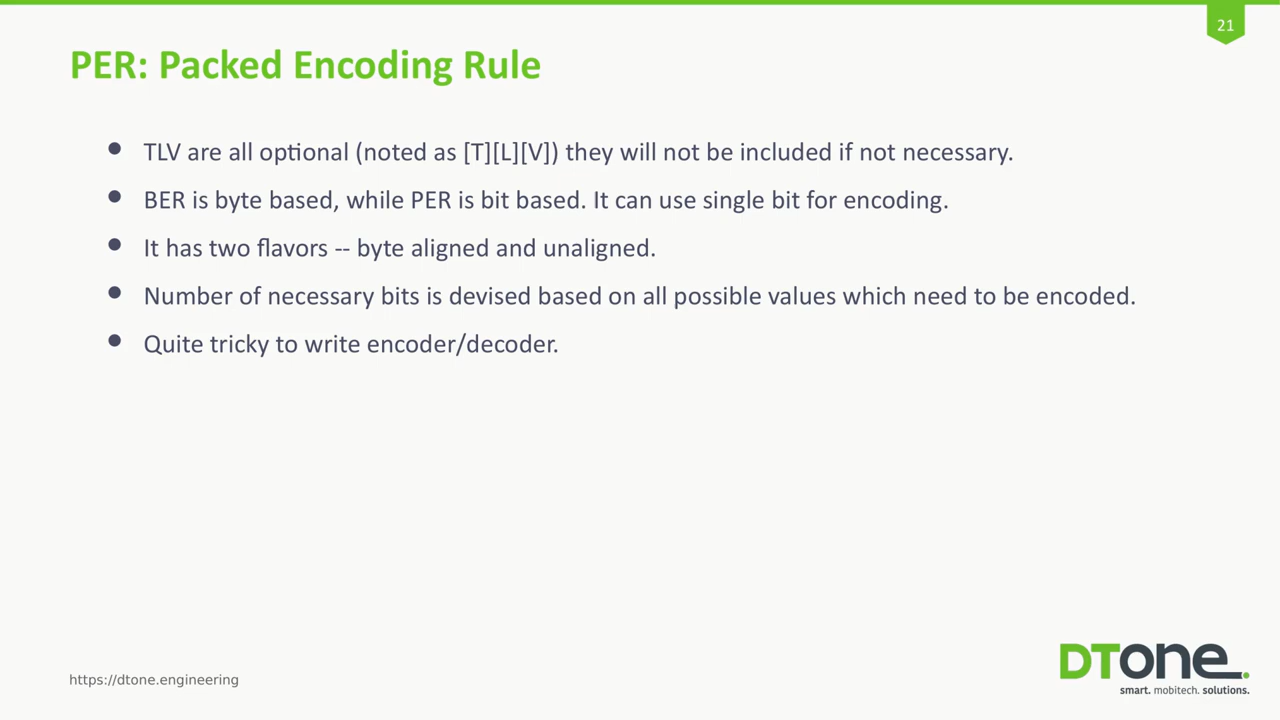 21
PER: Packed Encoding Rule
● TLV are all optional (noted as [T][L][V]) they will not be included if not necessary.
● BER is byte based, while PER is bit based. It can use single bit for encoding.
● It has two flavors -- byte aligned and unaligned.
● Number of necessary bits is devised based on all possible values which need to be encoded.
● Quite tricky to write encoder/decoder.
https://dtone.engineering
DTone.
smart. mobitech. solutions.